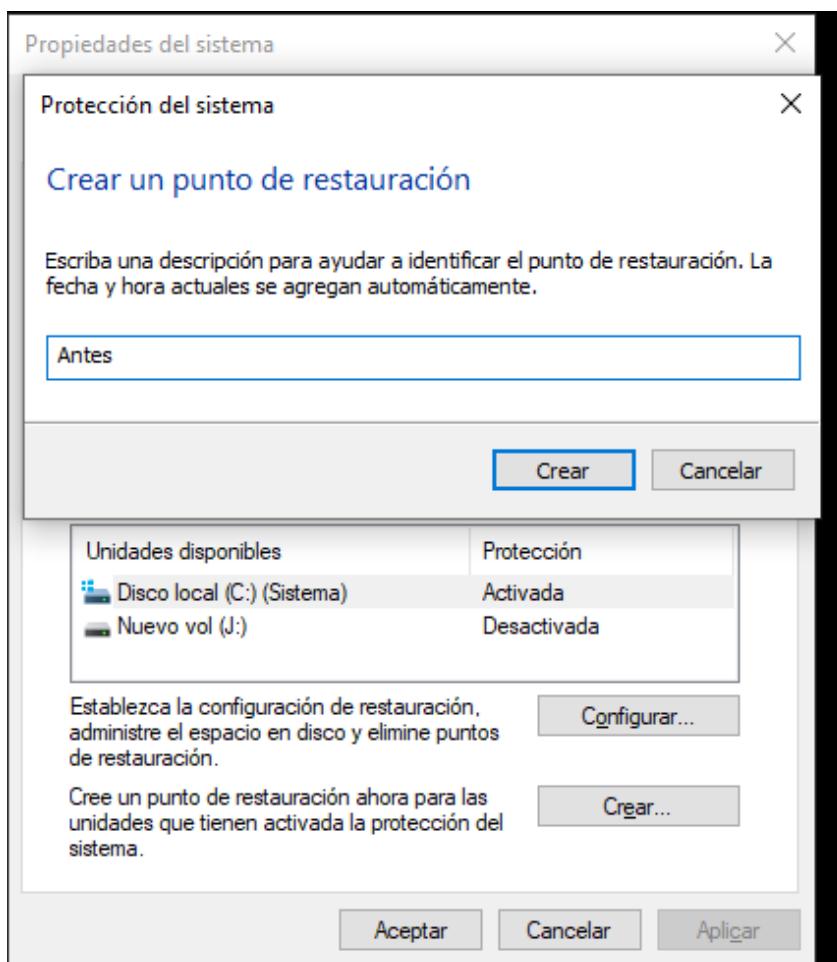 Propiedades del sistema
Protección del sistema
Crear un punto de restauración
Escriba una descripción para ayudar a identificar el punto de restauración. La
fecha y hora actuales se agregan automáticamente.
Antes
Crear
Cancelar
Unidades disponibles
Protección
Disco local (C:) (Sistema)
Activada
Nuevo vol (J:)
Desactivada
Establezca la configuración de restauración,
administre el espacio en disco y elimine puntos
de restauración.
Configurar...
Cree un punto de restauración ahora para las
unidades que tienen activada la protección del
sistema.
Crear...
Aceptar
Cancelar
Aplicar